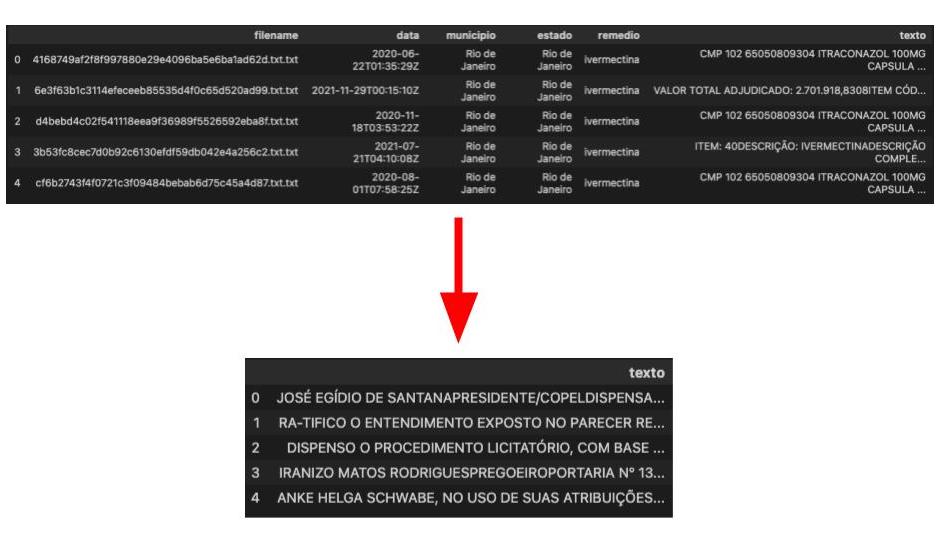 filename data municipio estado remedio texto
0 4168749af2f8f997880e29e4096ba5e6ba1ad62d.txt.txt 2020-06-22T01:35:29Z Rio de Janeiro Rio de Janeiro ivermectina CMP 102 65050809304 ITRACONAZOL 100MG CAPSULA ...
1 6e3f63b1c3114efeceeb85535d4f0c65d520ad99.txt.txt 2021-11-29T00:15:10Z Rio de Janeiro Rio de Janeiro ivermectina VALOR TOTAL ADJUDICADO: 2.701.918,8308ITEM CÓD...
2 d4bebd4c02f541118eea9f36989f5526592eba8f.txt.txt 2020-11-18T03:53:22Z Rio de Janeiro Rio de Janeiro ivermectina CMP 102 65050809304 ITRACONAZOL 100MG CAPSULA ...
3 3b53fc8cec7d0b92c6130efdf59db042e4a256c2.txt.txt 2021-07-21T04:10:08Z Rio de Janeiro Rio de Janeiro ivermectina ITEM: 40DESCRIÇÃO: IVERMECTINADESCRIÇÃO COMPLE...
4 cf6b2743f4f0721c3f09484bebab6d75c45a4d87.txt.txt 2020-08-01T07:58:25Z Rio de Janeiro Rio de Janeiro ivermectina CMP 102 65050809304 ITRACONAZOL 100MG CAPSULA ...
texto
0 JOSÉ EGÍDIO DE SANTANAPRESIDENTE/COPELDISPENSA...
1 RA-TIFICO O ENTENDIMENTO EXPOSTO NO PARECER RE...
2 DISPENSO O PROCEDIMENTO LICITATÓRIO, COM BASE ...
3 IRANIZO MATOS RODRIGUESPREGOEIROPORTARIA Nº 13...
4 ANKE HELGA SCHWABE, NO USO DE SUAS ATRIBUIÇÕES...